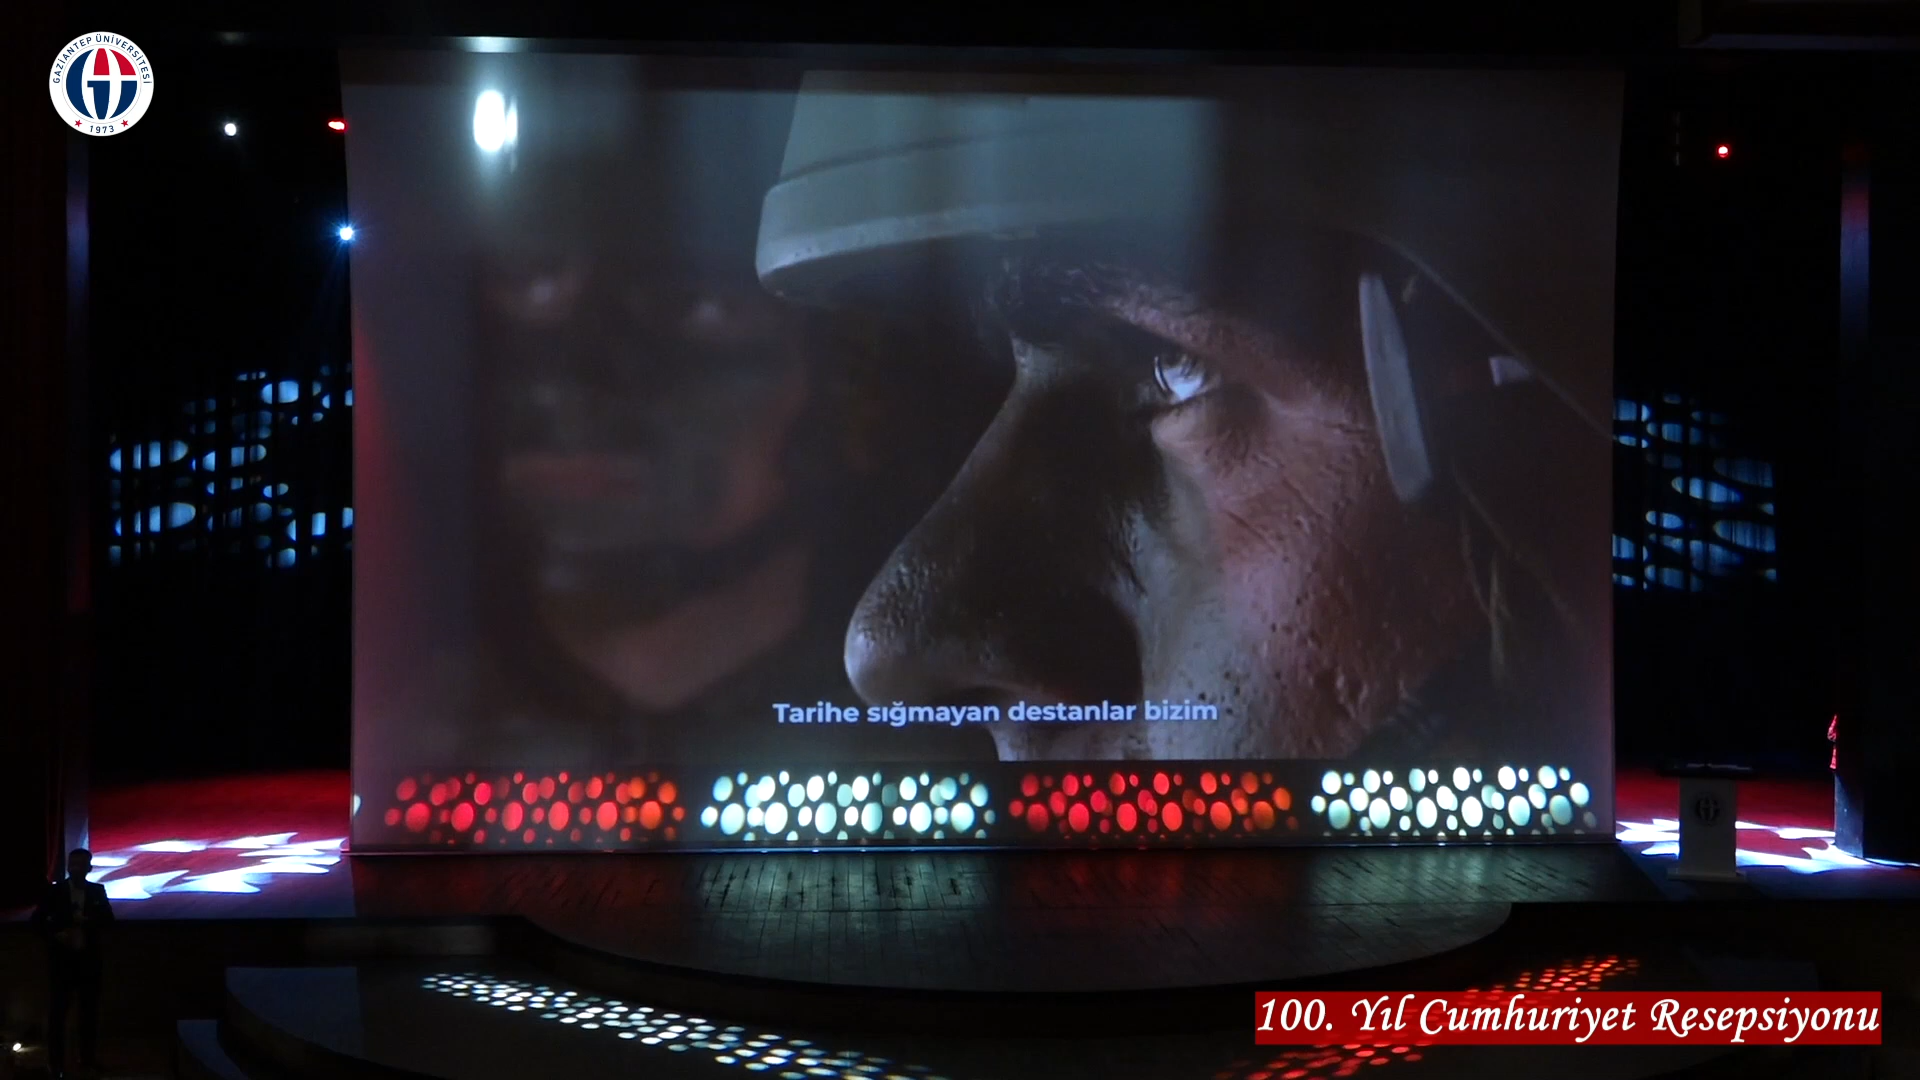 GAZİANTEP ÜNİVERSİTESİ
1973
Tarihe sığmayan destanlar bizim
100. Yıl Cumhuriyet Resepsiyonu